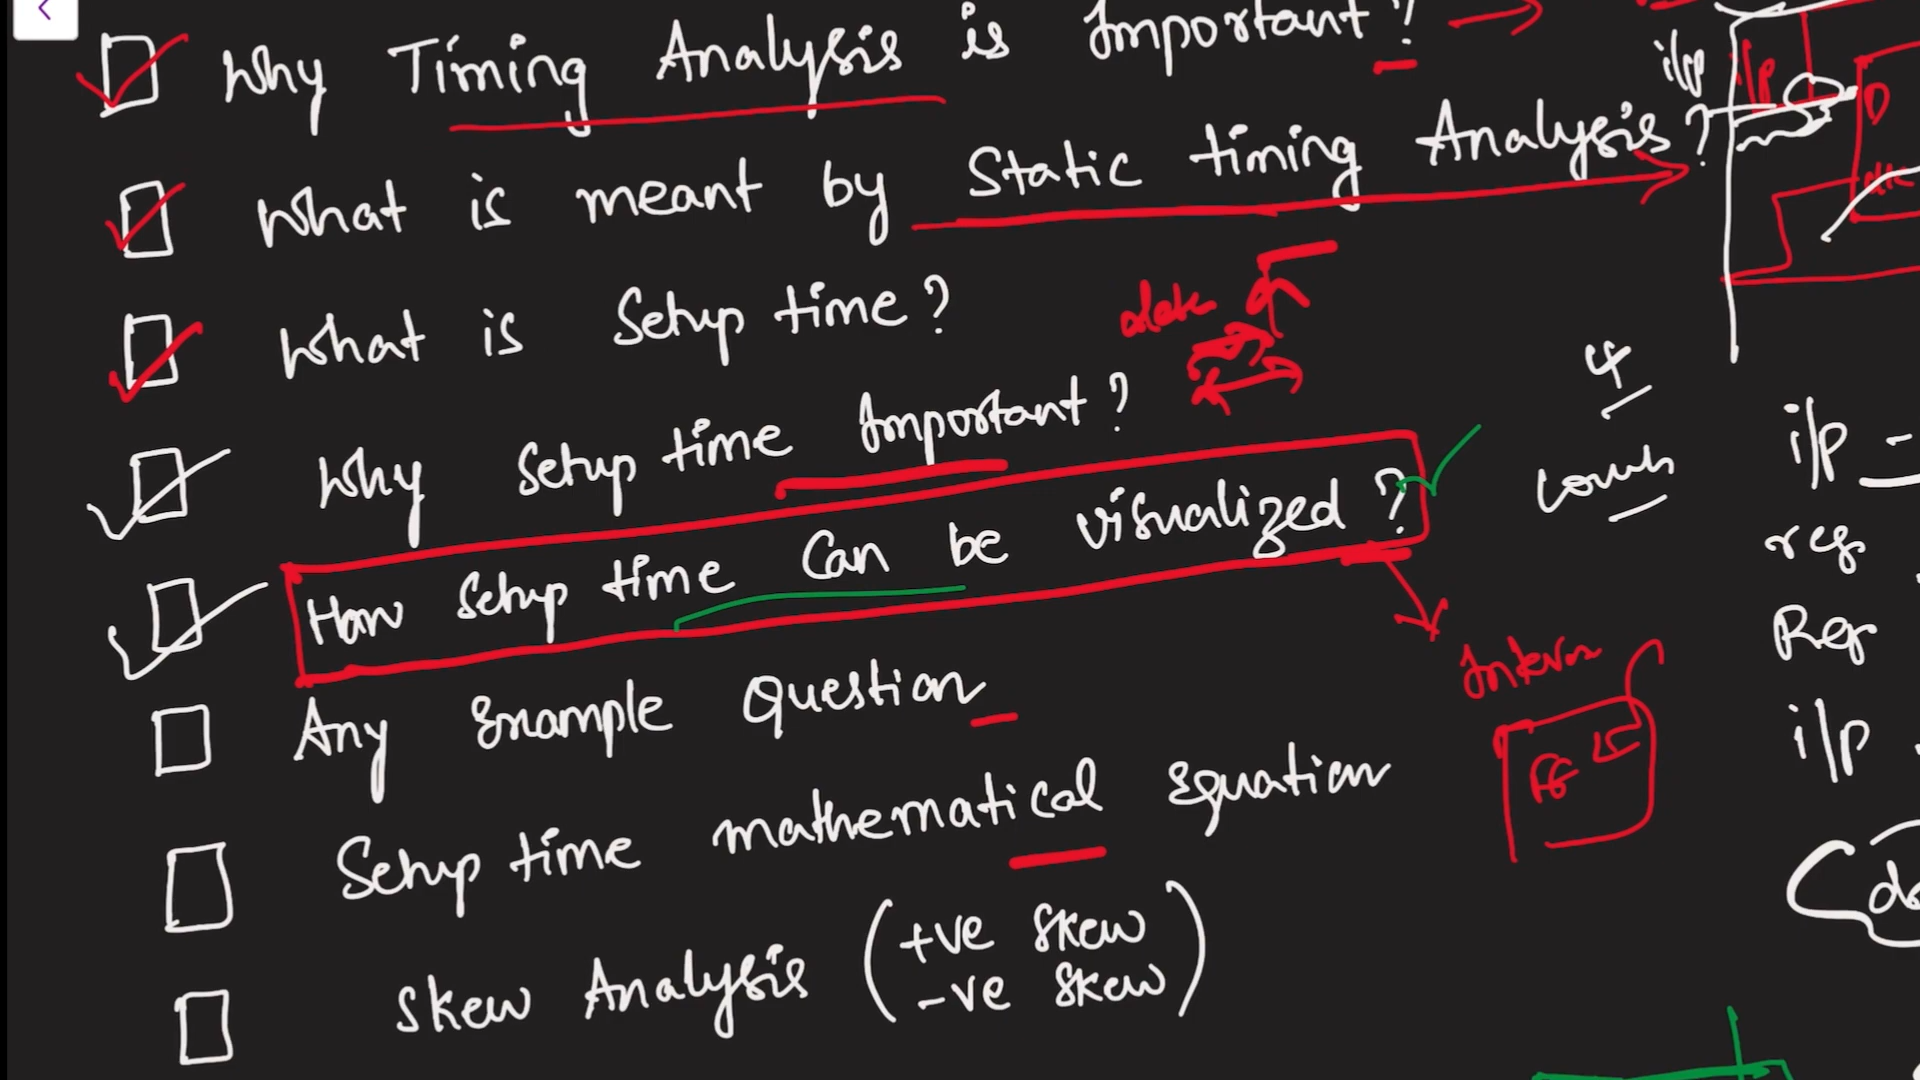 Why Timing Analysis is Important?
What is meant by Static timing Analysis?
What is Setup time?
Why Setup time Important?
How Setup time Can be visualized?
Any Example Question
Setup time mathematical Equation
Skew Analysis (+ve Skew
-ve Skew)
i/p
i/p
D
clk
4
i/p -
reg
Reg
i/p